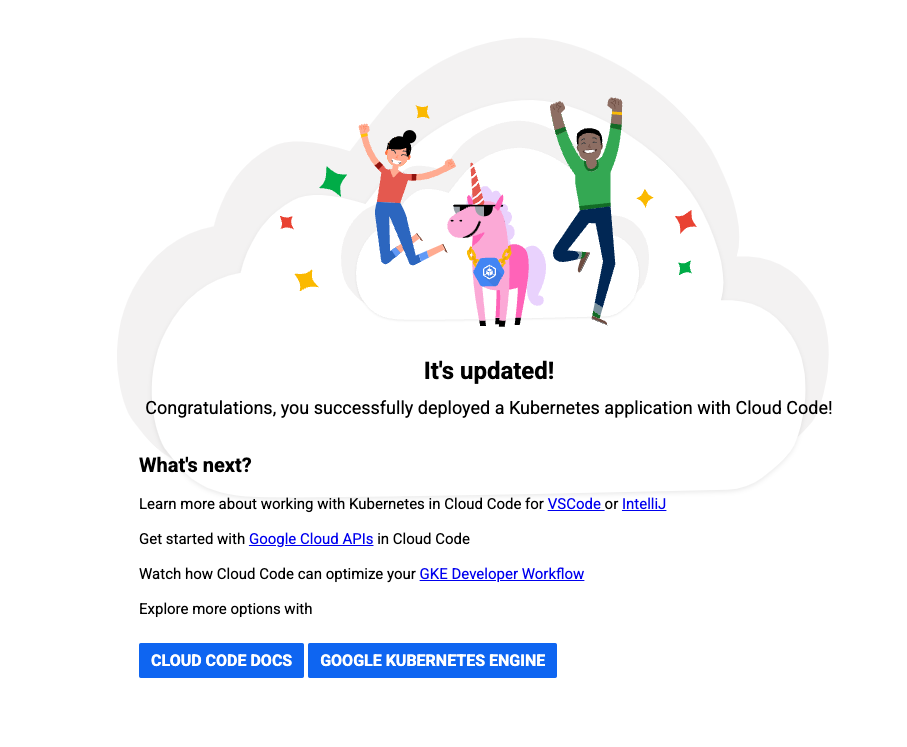 It's updated!
Congratulations, you successfully deployed a Kubernetes application with Cloud Code!
What's next?
Learn more about working with Kubernetes in Cloud Code for VSCode or IntelliJ
Get started with Google Cloud APIs in Cloud Code
Watch how Cloud Code can optimize your GKE Developer Workflow
Explore more options with
CLOUD CODE DOCS GOOGLE KUBERNETES ENGINE